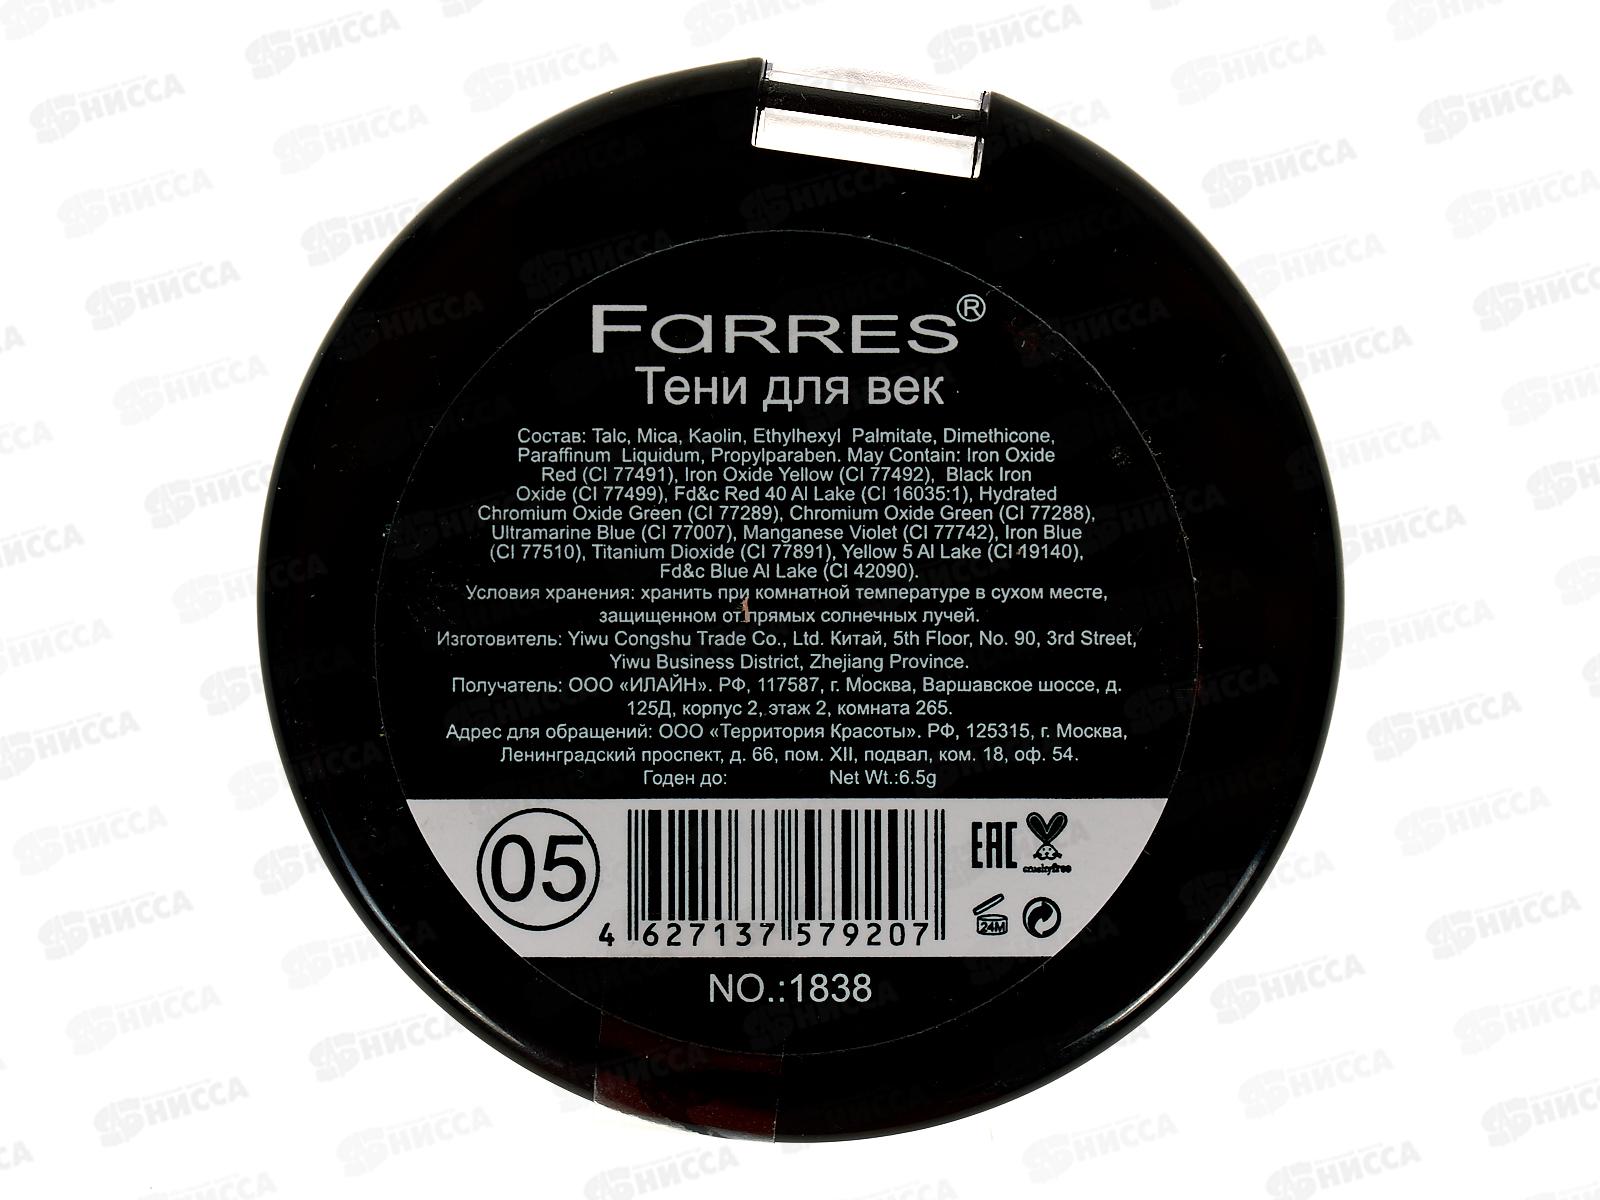 FARRES®
Тени для век
Состав: Talc, Mica, Kaolin, Ethylhexyl Palmitate, Dimethicone,
Paraffinum Liquidum, Propylparaben. May Contain: Iron Oxide
Red (CI 77491), Iron Oxide Yellow (CI 77492), Black Iron
Oxide (CI 77499), Fd&c Red 40 Al Lake (CI 16035:1), Hydrated
Chromium Oxide Green (CI 77289), Chromium Oxide Green (CI 77288),
Ultramarine Blue (CI 77007), Manganese Violet (CI 77742), Iron Blue
(CI 77510), Titanium Dioxide (CI 77891), Yellow 5 Al Lake (CI 19140),
Fd&c Blue Al Lake (CI 42090).
Условия хранения: хранить при комнатной температуре в сухом месте,
защищенном от прямых солнечных лучей.
Изготовитель: Yiwu Congshu Trade Co., Ltd. Китай, 5th Floor, No. 90, 3rd Street,
Yiwu Business District, Zhejiang Province.
Получатель: ООО «ИЛАЙН». РФ, 117587, г. Москва, Варшавское шоссе, д.
125Д, корпус 2, этаж 2, комната 265.
Адрес для обращений: ООО «Территория Красоты». РФ, 125315, г. Москва,
Ленинградский проспект, д. 66, пом. XII, подвал, ком. 18, оф. 54.
Годен до: Net Wt.:6.5g
05
EAC
crueltyfree
24M
4 627137 579207
NO.:1838